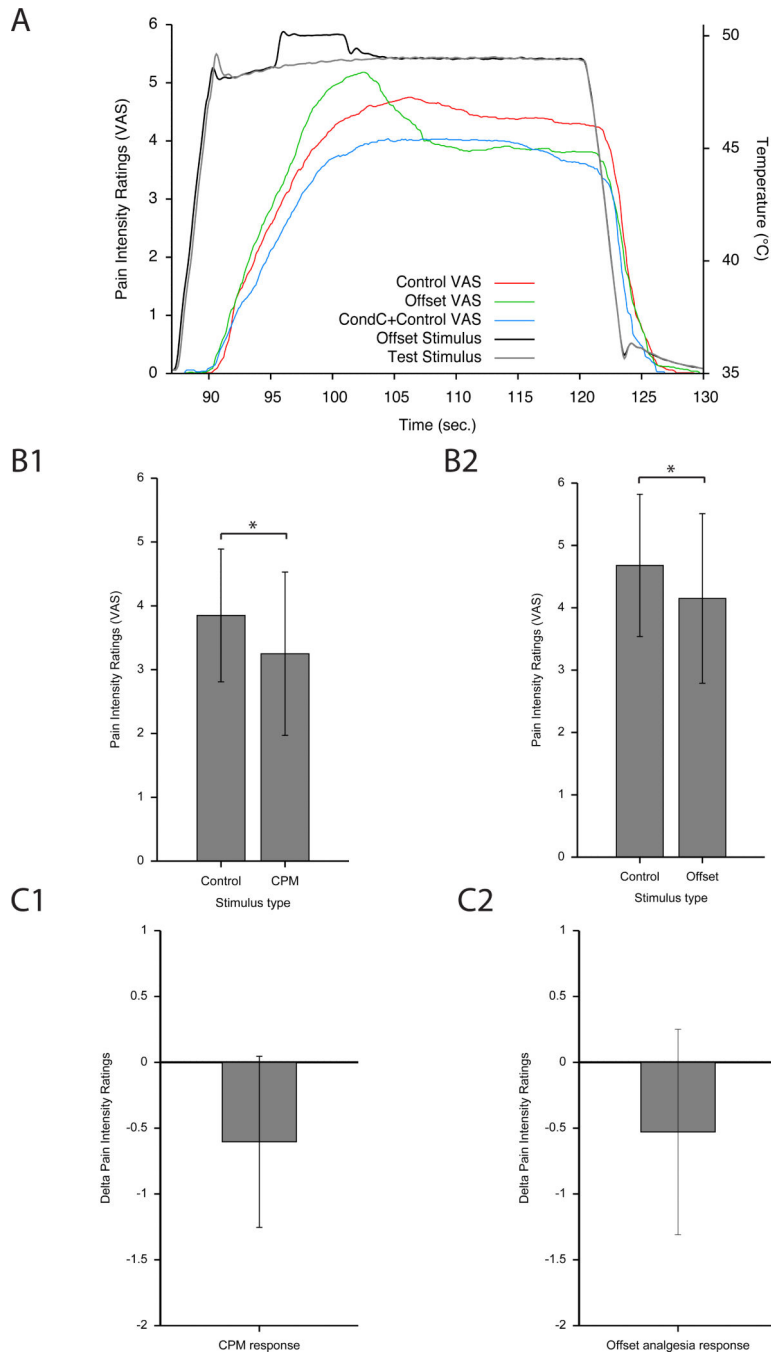 A
Pain Intensity Ratings (VAS)
6
5
4
3
2
1
0
50
45
40
35
Temperature (°C)
Control VAS
Offset VAS
CondC+Control VAS
Offset Stimulus
Test Stimulus
90 95 100 105 110 115 120 125 130
Time (sec.)
B1
Pain Intensity Ratings (VAS)
6
5
4
3
2
1
0
*
Control CPM
Stimulus type
B2
Pain Intensity Ratings (VAS)
6
5
4
3
2
1
0
*
Control Offset
Stimulus type
C1
Delta Pain Intensity Ratings
1
0.5
0
-0.5
-1
-1.5
-2
CPM response
C2
Delta Pain Intensity Ratings
1
0.5
0
-0.5
-1
-1.5
-2
Offset analgesia response